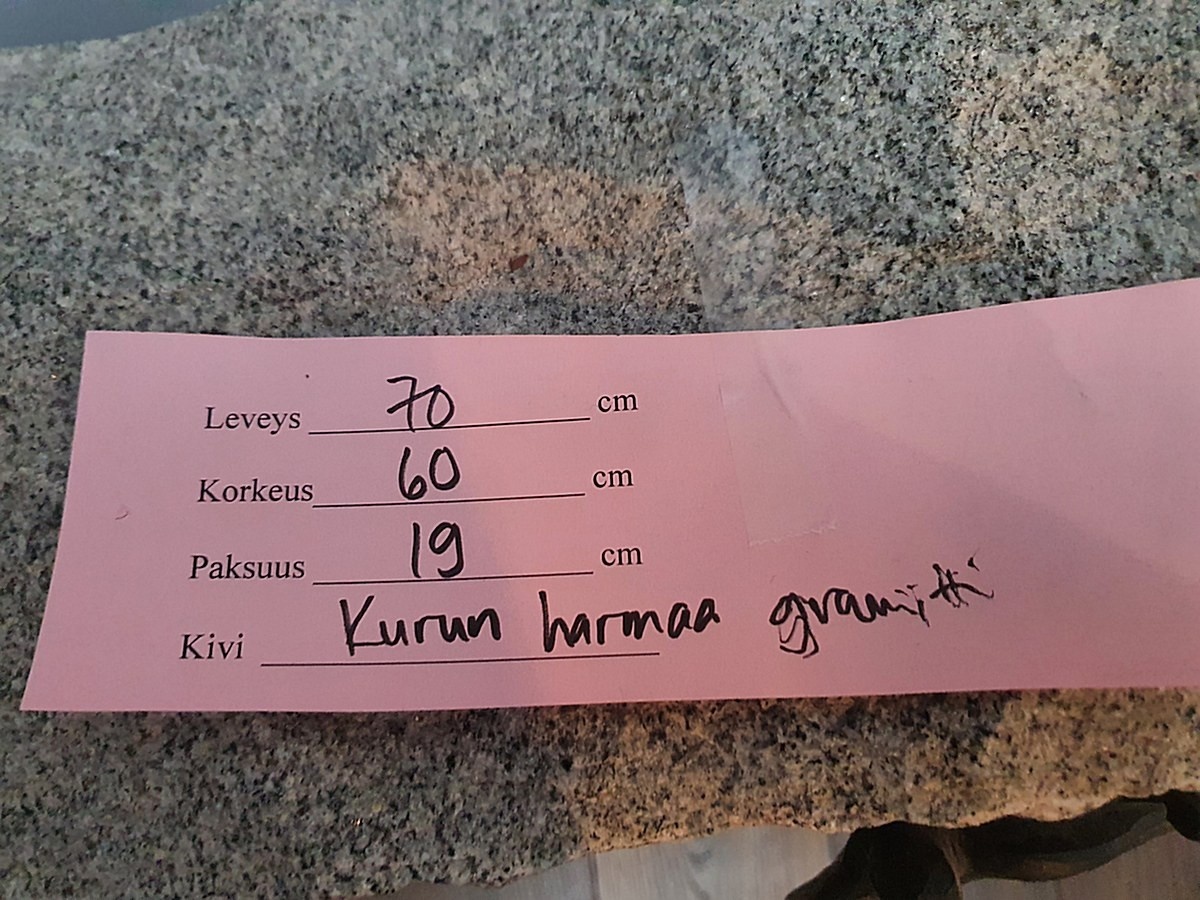 Leveys 70 cm
Korkeus 60 cm
Paksuus 19 cm
Kivi Kurun harmaa graniitti